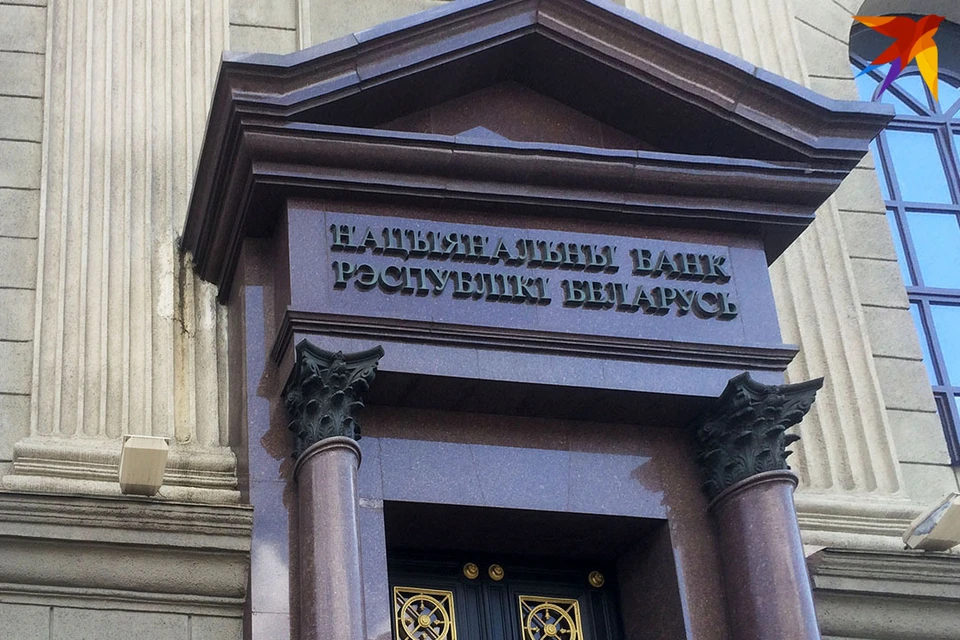 НАЦЫЯНАЛЬНЫ БАНК
РЭСПУБЛІКІ БЕЛАРУСЬ